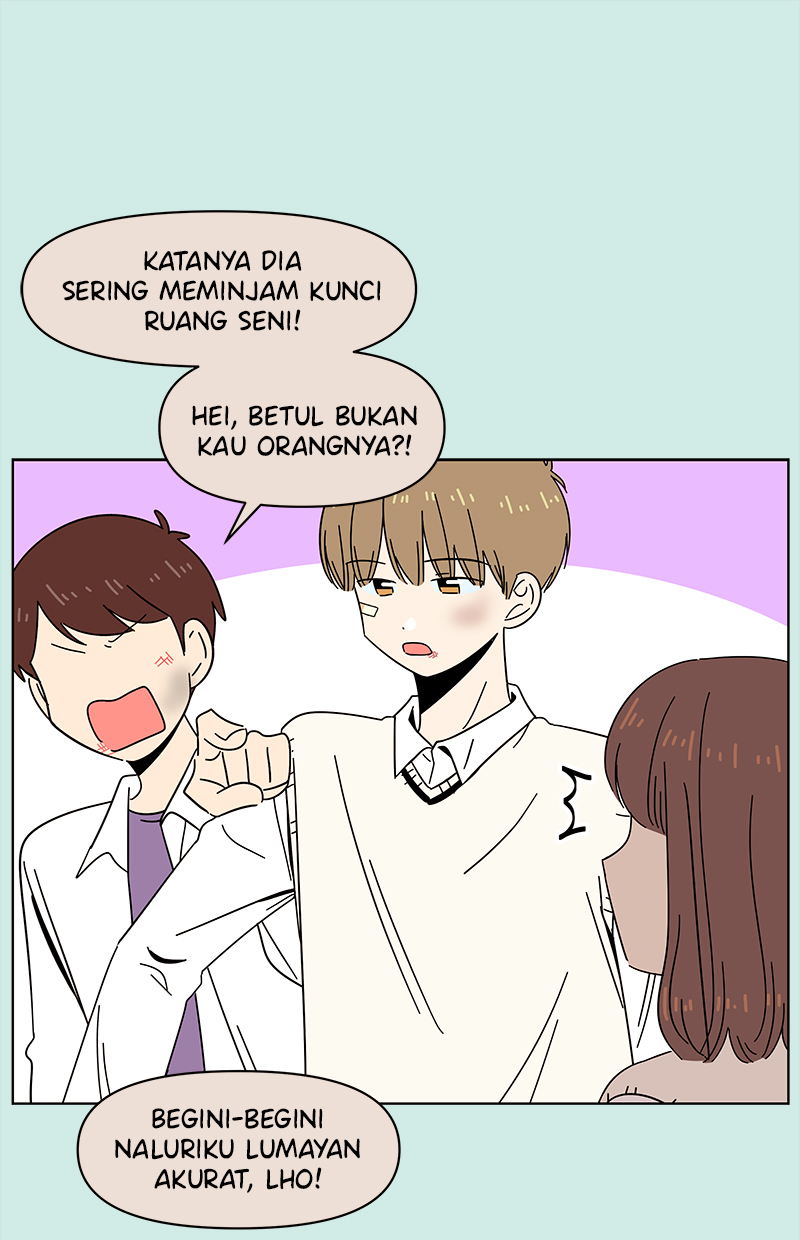 KATANYA DIA
SERING MEMINJAM KUNCI
RUANG SENI!
HEI, BETUL BUKAN
KAU ORANGNYA?!
BEGINI-BEGINI
NALURIKU LUMAYAN
AKURAT, LHO!